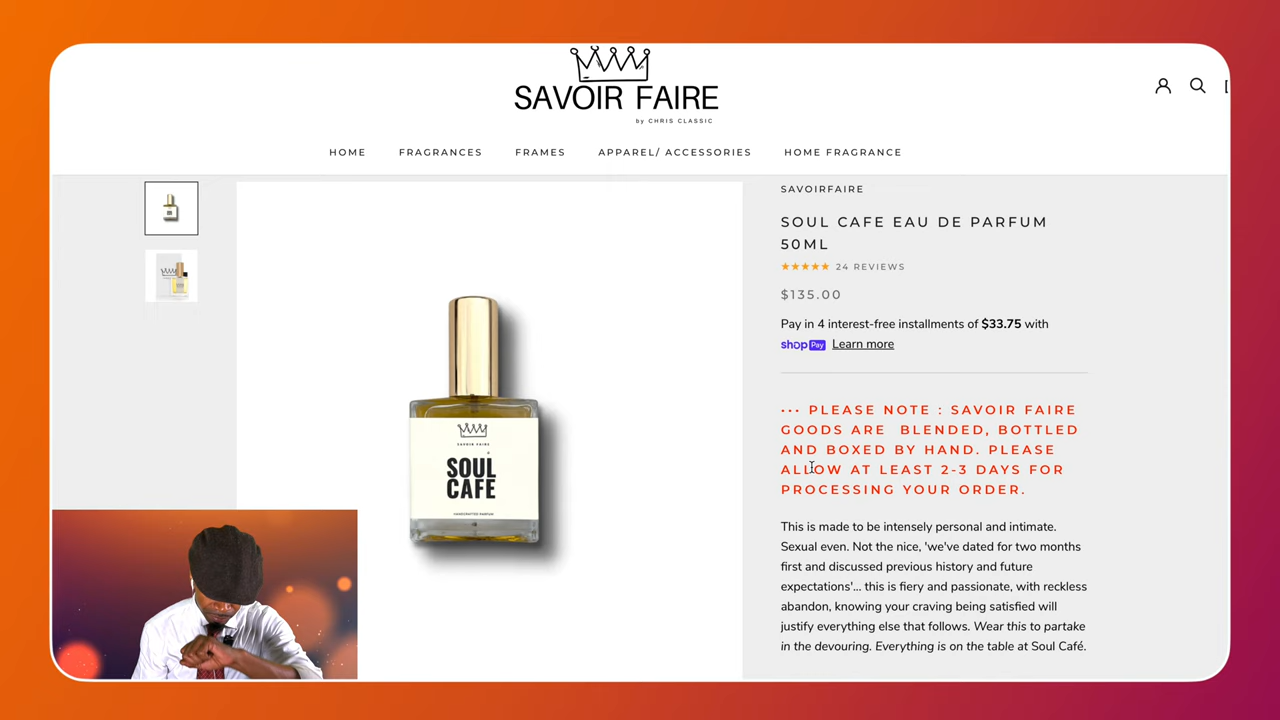 SAVOIR FAIRE
by CHRIS CLASSIC
HOME FRAGRANCES FRAMES APPAREL/ ACCESSORIES HOME FRAGRANCE
SAVOIRFAIRE
SOUL CAFE EAU DE PARFUM
50ML
★★★★★ 24 REVIEWS
$135.00
Pay in 4 interest-free installments of $33.75 with
shop Pay Learn more
••• PLEASE NOTE : SAVOIR FAIRE
GOODS ARE BLENDED, BOTTLED
AND BOXED BY HAND. PLEASE
ALLOW AT LEAST 2-3 DAYS FOR
PROCESSING YOUR ORDER.
This is made to be intensely personal and intimate.
Sexual even. Not the nice, 'we've dated for two months
first and discussed previous history and future
expectations'... this is fiery and passionate, with reckless
abandon, knowing your craving being satisfied will
justify everything else that follows. Wear this to partake
in the devouring. Everything is on the table at Soul Café.
SAVOIR FAIRE
SOUL
CAFE
HANDCRAFTED PARFUM